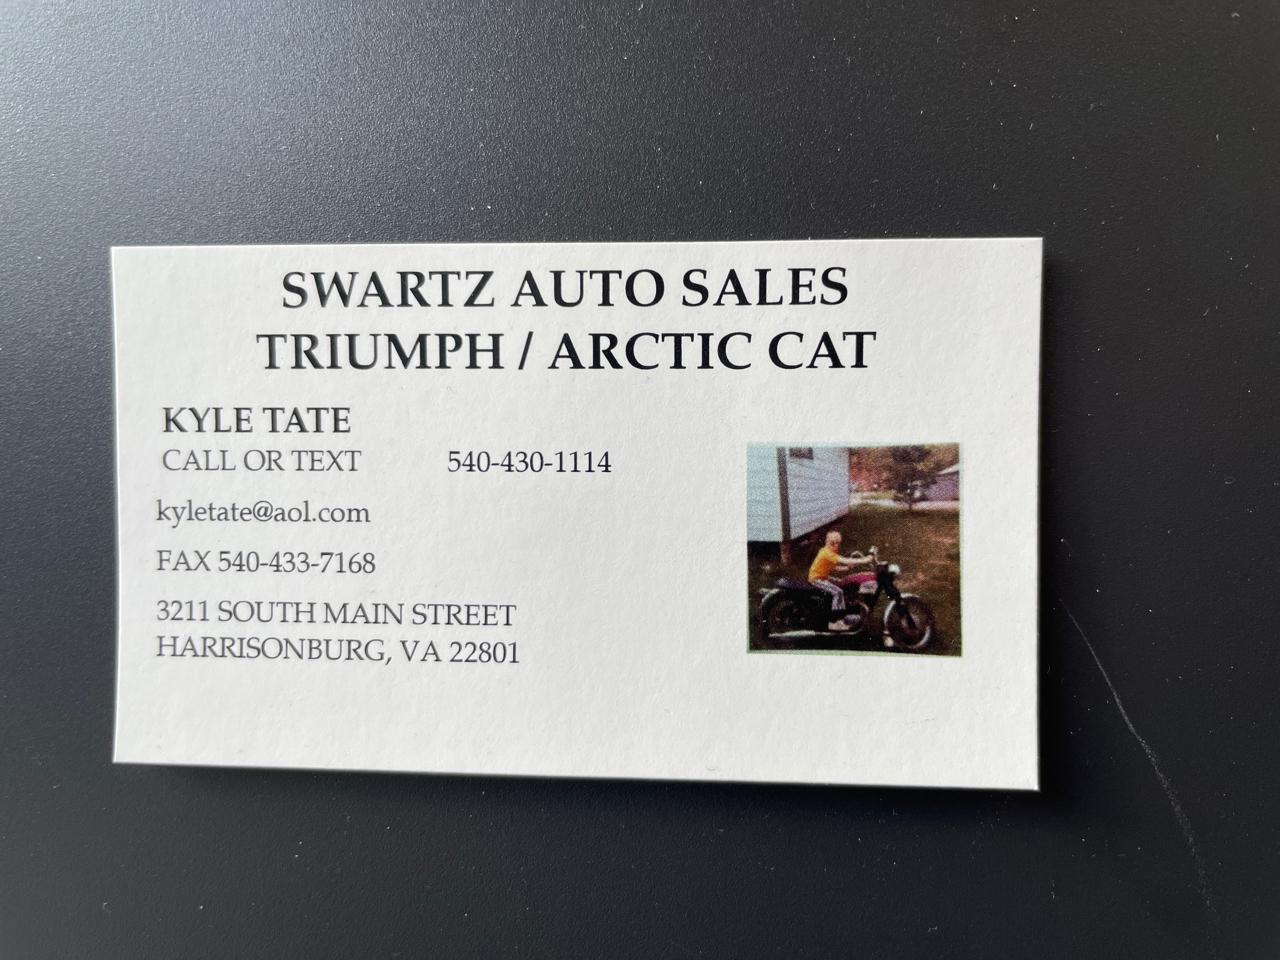 SWARTZ AUTO SALES
TRIUMPH / ARCTIC CAT
KYLE TATE
CALL OR TEXT 540-430-1114
kyletate@aol.com
FAX 540-433-7168
3211 SOUTH MAIN STREET
HARRISONBURG, VA 22801